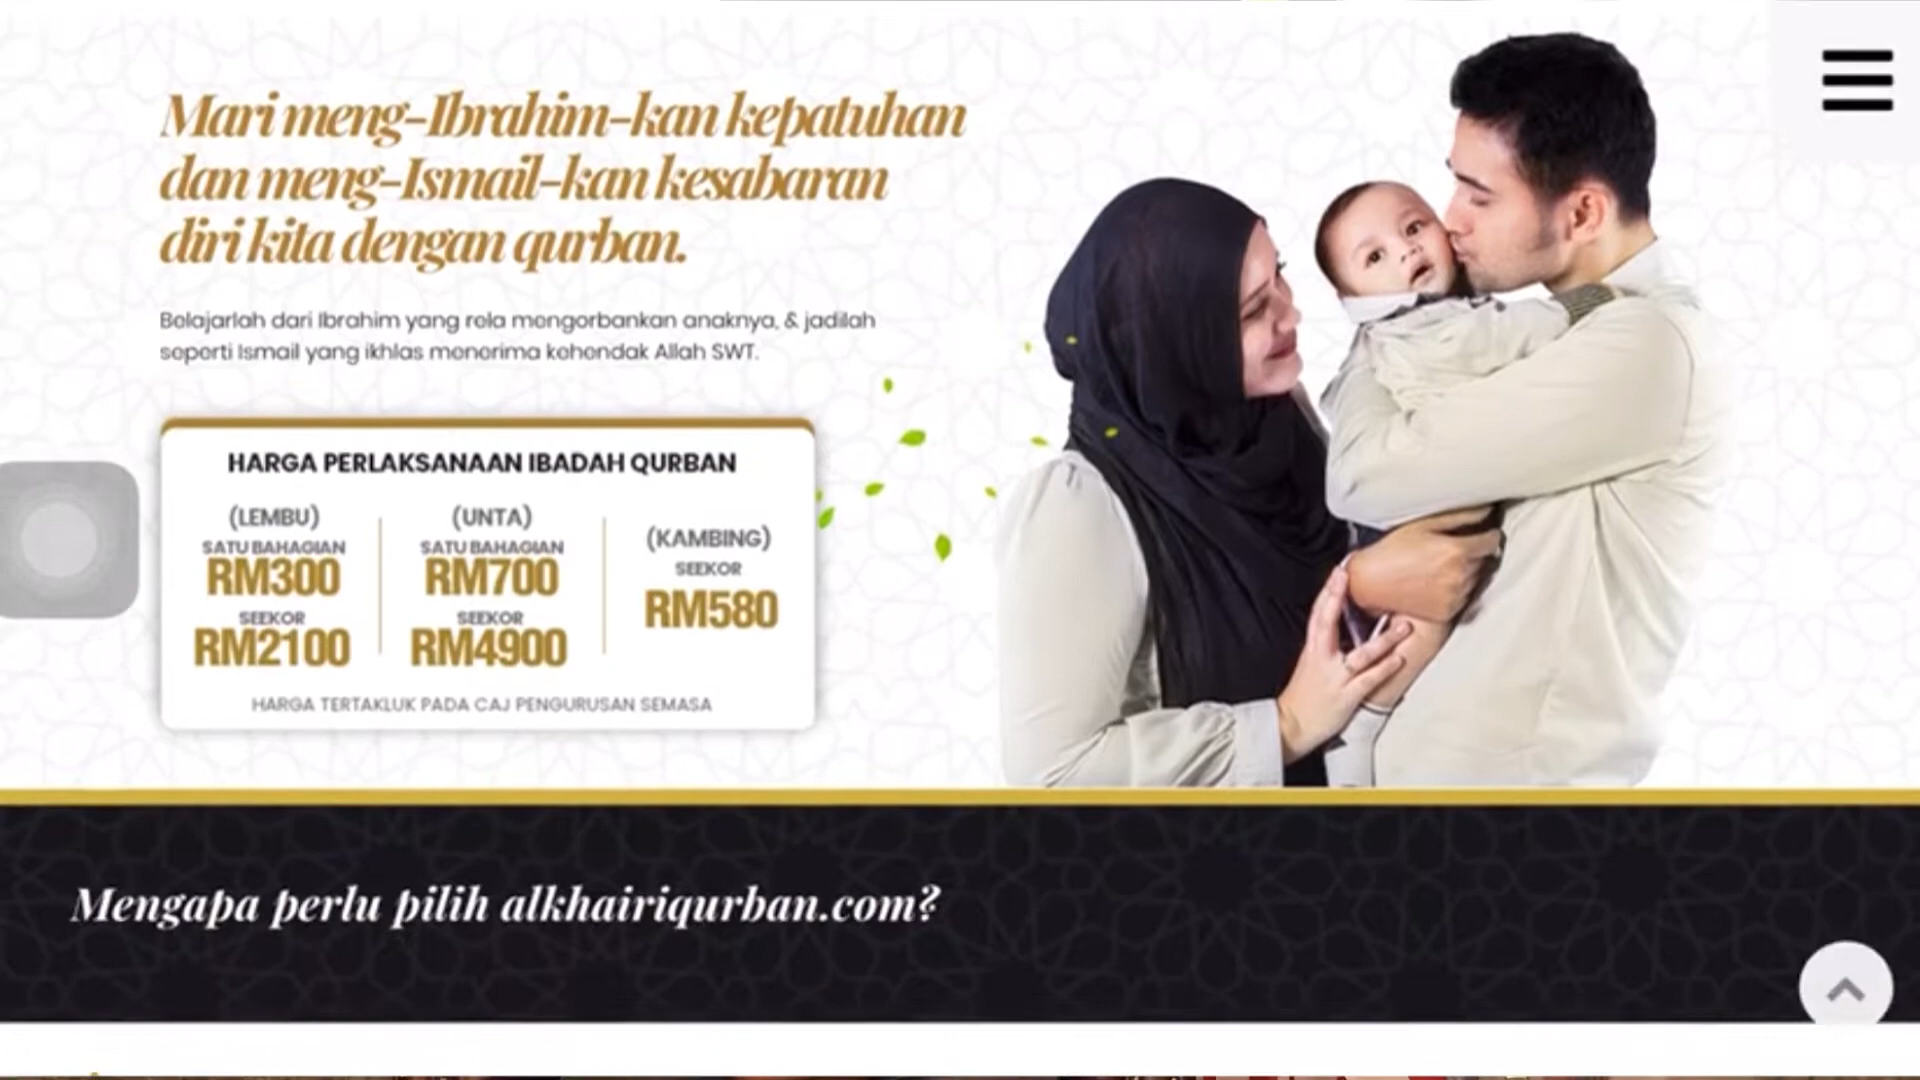 Mari meng-Ibrahim-kan kepatuhan
dan meng-Ismail-kan kesabaran
diri kita dengan qurban.
Belajarlah dari Ibrahim yang rela mengorbankan anaknya, & jadilah
seperti Ismail yang ikhlas menerima kehendak Allah SWT.
HARGA PERLAKSANAAN IBADAH QURBAN
(LEMBU)
SATU BAHAGIAN
RM300
SEEKOR
RM2100
(UNTA)
SATU BAHAGIAN
RM700
SEEKOR
RM4900
(KAMBING)
SEEKOR
RM580
HARGA TERTAKLUK PADA CAJ PENGURUSAN SEMASA
Mengapa perlu pilih alkhairiqurban.com?